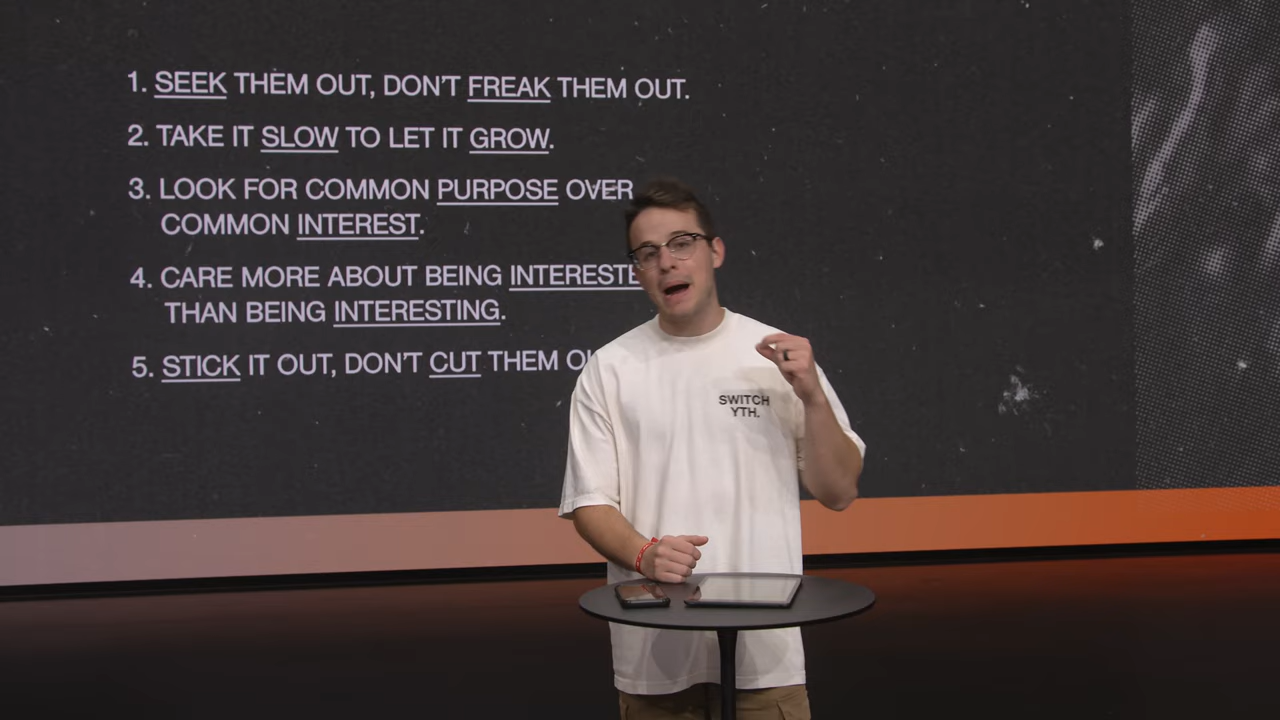 1. SEEK THEM OUT, DON'T FREAK THEM OUT.
2. TAKE IT SLOW TO LET IT GROW.
3. LOOK FOR COMMON PURPOSE OVER
COMMON INTEREST.
4. CARE MORE ABOUT BEING
THAN BEING INTERESTING.
5. STICK IT OUT, DON'T CUT THEM
SWITCH
YTH.